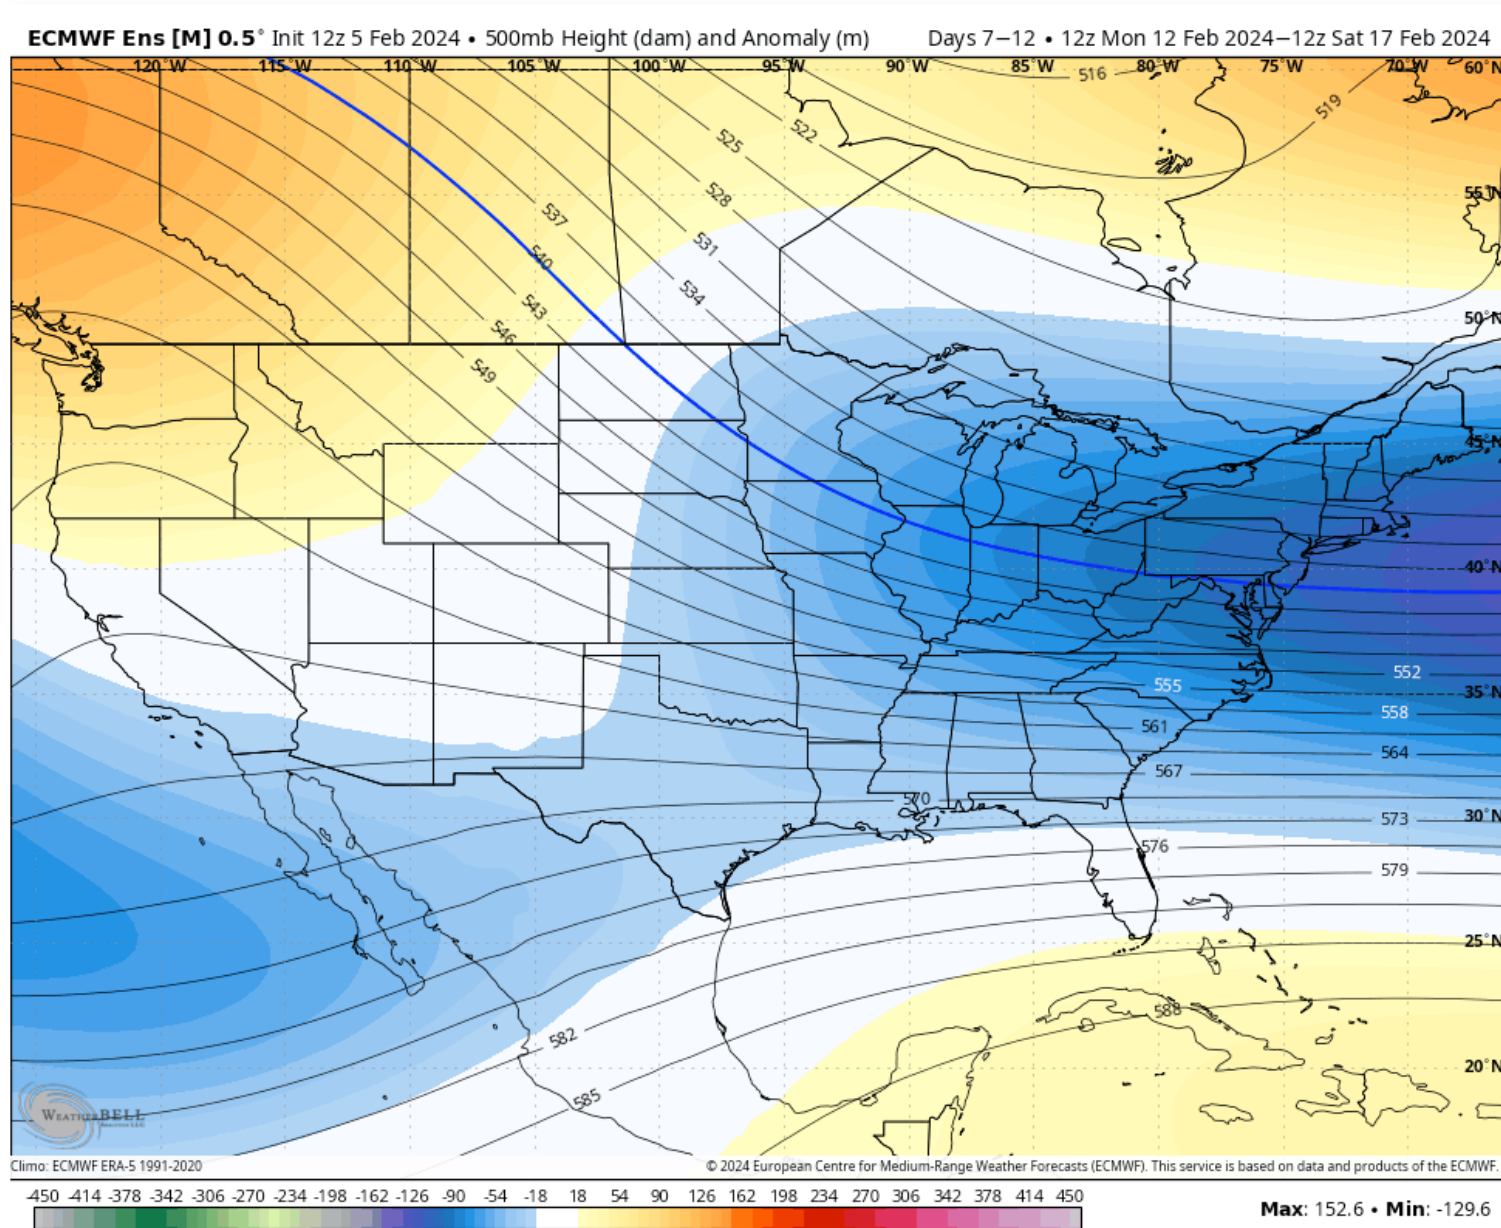 ECMWF Ens [M] 0.5° Init 12z 5 Feb 2024 • 500mb Height (dam) and Anomaly (m)
Days 7−12 • 12z Mon 12 Feb 2024−12z Sat 17 Feb 2024
120°W 115°W 110°W 105°W 100°W 95°W 90°W 85°W 80°W 75°W 70°W 60°N
516
519
522
525
528
55°N
537
531
540
534
50°N
543
546
549
45°N
40°N
552
555
35°N
558
561
564
567
570
573
30°N
576
579
25°N
588
582
20°N
585
WEATHERBELL
ANALYTICS LLC
Climo: ECMWF ERA-5 1991-2020
© 2024 European Centre for Medium-Range Weather Forecasts (ECMWF). This service is based on data and products of the ECMWF.
-450 -414 -378 -342 -306 -270 -234 -198 -162 -126 -90 -54 -18 18 54 90 126 162 198 234 270 306 342 378 414 450
Max: 152.6 • Min: -129.6